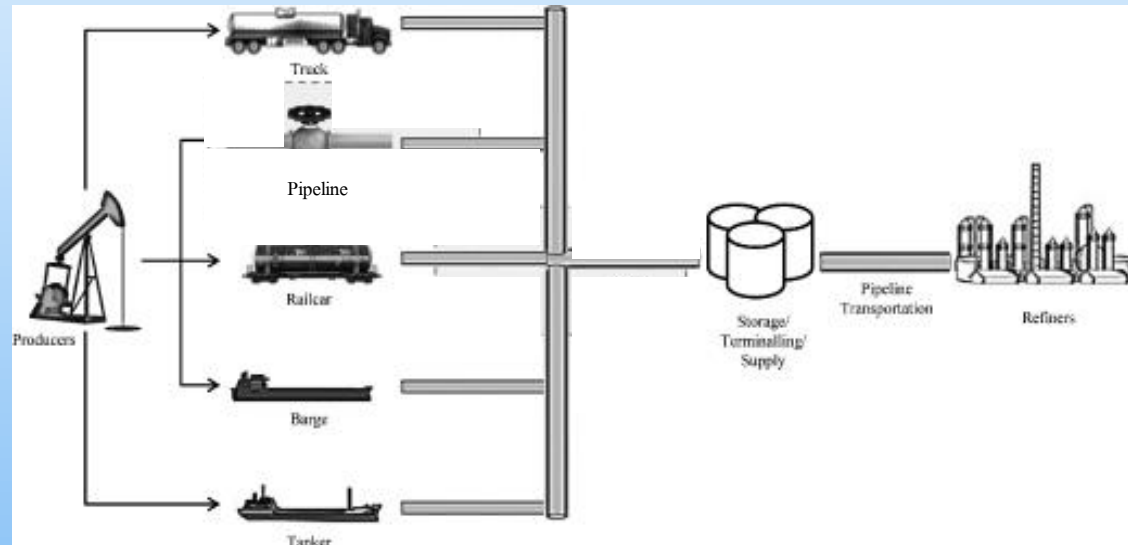 Truck
Pipeline
Railcar
Producers
Barge
Tanker
Storage/
Terminalling/
Supply
Pipeline
Transportation
Refiners